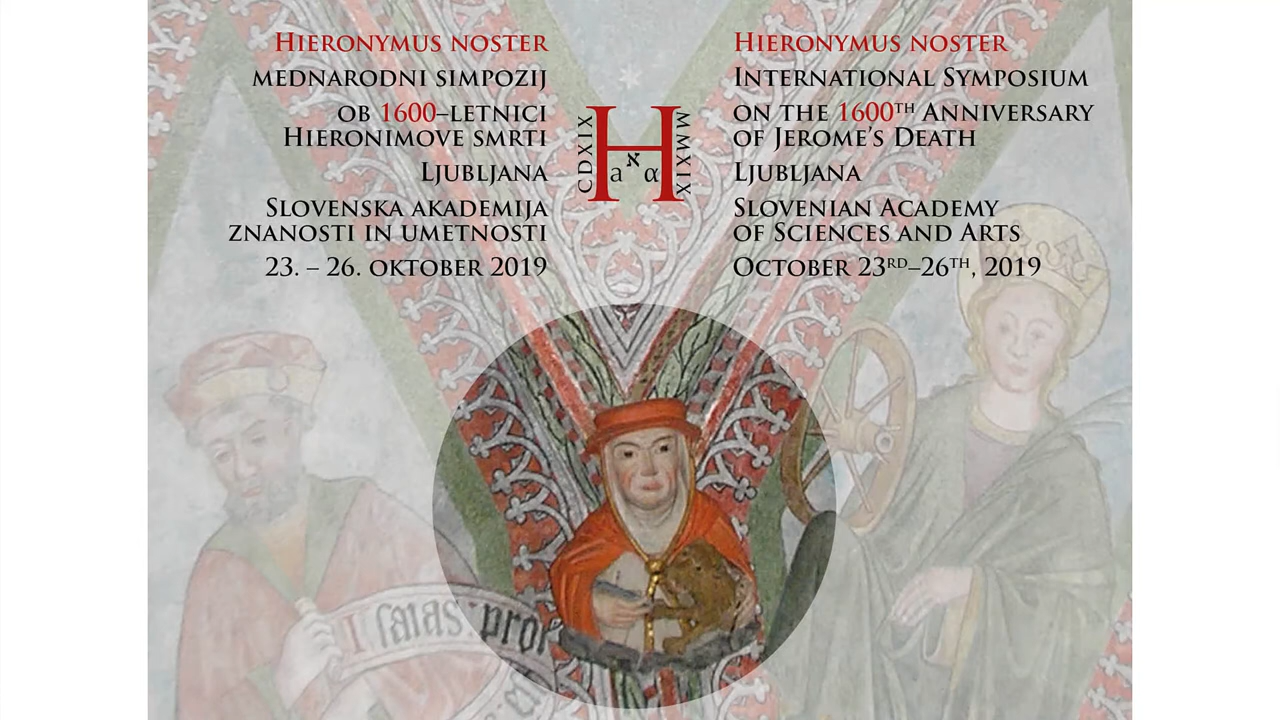 HIERONYMUS NOSTER
MEDNARODNI SIMPOZIJ
OB 1600–LETNICI
HIERONIMOVE SMRTI
LJUBLJANA
SLOVENSKA AKADEMIJA
ZNANOSTI IN UMETNOSTI
23. – 26. OKTOBER 2019
CDXIX
H
a א α
MMXIX
HIERONYMUS NOSTER
INTERNATIONAL SYMPOSIUM
ON THE 1600TH ANNIVERSARY
OF JEROME'S DEATH
LJUBLJANA
SLOVENIAN ACADEMY
OF SCIENCES AND ARTS
OCTOBER 23RD–26TH, 2019
Isaias: prof